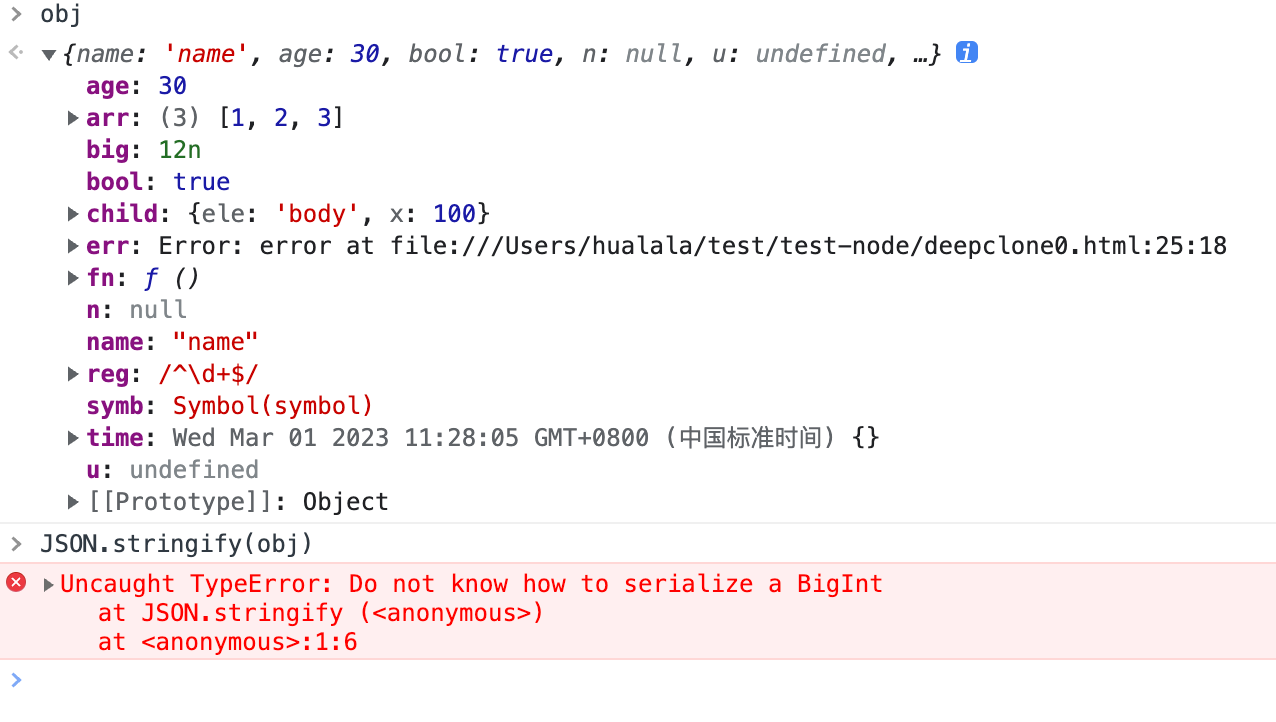 > obj
{name: 'name', age: 30, bool: true, n: null, u: undefined, …} i
age: 30
arr: (3) [1, 2, 3]
big: 12n
bool: true
child: {ele: 'body', x: 100}
err: Error: error at file:///Users/hualala/test/test-node/deepclone0.html:25:18
fn: ƒ ()
n: null
name: "name"
reg: /^\d+$/
symb: Symbol(symbol)
time: Wed Mar 01 2023 11:28:05 GMT+0800 (中国标准时间) {}
u: undefined
[[Prototype]]: Object
> JSON.stringify(obj)
Uncaught TypeError: Do not know how to serialize a BigInt
at JSON.stringify (<anonymous>)
at <anonymous>:1:6
>